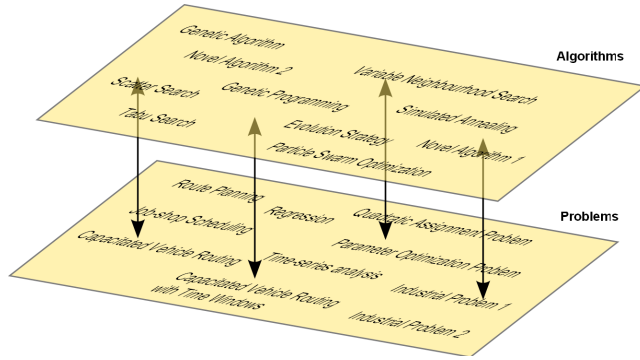 Genetic Algorithm
Algorithms
Novel Algorithm 2
Variable Neighbourhood Search
Scatter Search
Genetic Programming
Simulated Annealing
Tabu Search
Evolution Strategy
Novel Algorithm 1
Particle Swarm Optimization
Problems
Route Planning
Job-shop Scheduling
Regression
Quadratic Assignment Problem
Capacitated Vehicle Routing
Time-series analysis
Parameter Optimization Problem
Capacitated Vehicle Routing
with Time Windows
Industrial Problem 1
Industrial Problem 2